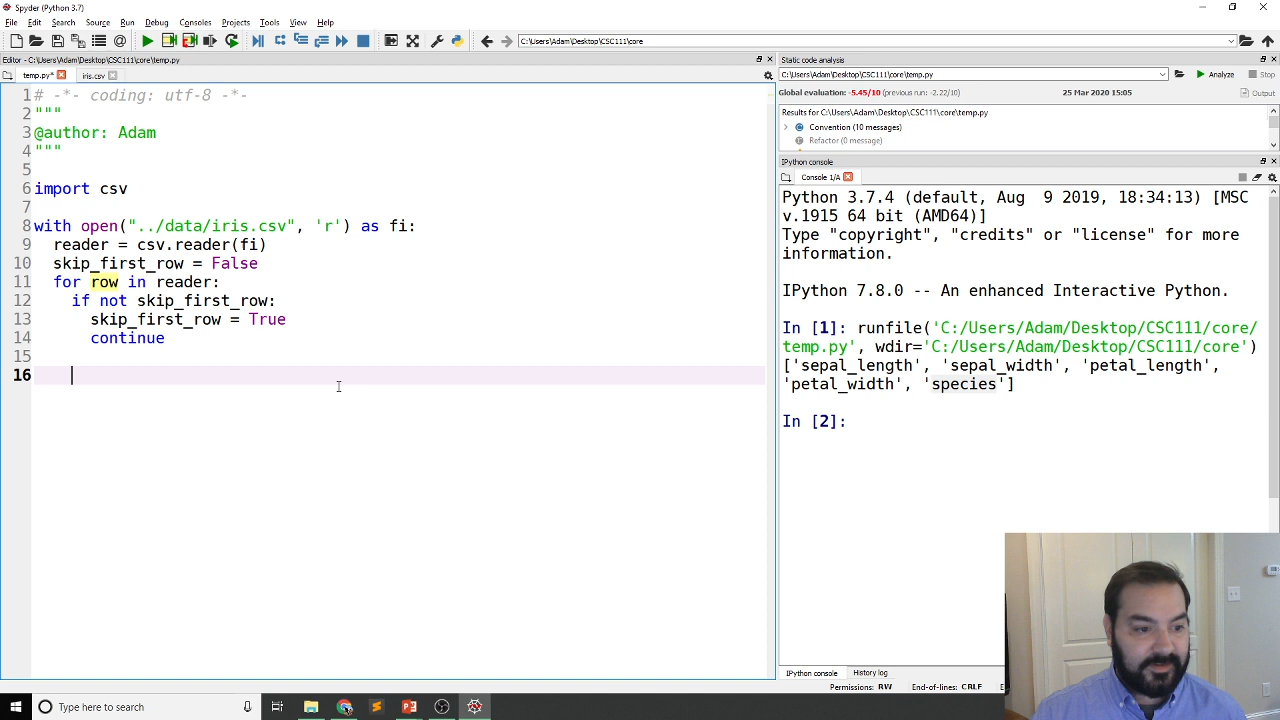 Spyder (Python 3.7)
File Edit Search Source Run Debug Consoles Projects Tools View Help
C:\Users\Adam\Desktop\CSC111\core
Editor - C:\Users\Adam\Desktop\CSC111\core\temp.py
temp.py* iris.csv
1 # -*- coding: utf-8 -*-
2 """
3 @author: Adam
4 """
5
6 import csv
7
8 with open("../data/iris.csv", 'r') as fi:
9 reader = csv.reader(fi)
10 skip_first_row = False
11 for row in reader:
12 if not skip_first_row:
13 skip_first_row = True
14 continue
15
16
Static code analysis
C:\Users\Adam\Desktop\CSC111\core\temp.py Analyze Stop
Global evaluation: -5.45/10 (previous run: -2.22/10) 25 Mar 2020 15:05 Output
Results for C:\Users\Adam\Desktop\CSC111\core\temp.py
Convention (10 messages)
Refactor (0 message)
IPython console
Console 1/A
Python 3.7.4 (default, Aug 9 2019, 18:34:13) [MSC
v.1915 64 bit (AMD64)]
Type "copyright", "credits" or "license" for more
information.
IPython 7.8.0 -- An enhanced Interactive Python.
In [1]: runfile('C:/Users/Adam/Desktop/CSC111/core/
temp.py', wdir='C:/Users/Adam/Desktop/CSC111/core')
['sepal_length', 'sepal_width', 'petal_length',
'petal_width', 'species']
In [2]:
IPython console History log
Permissions: RW End-of-lines: CRLF
Type here to search